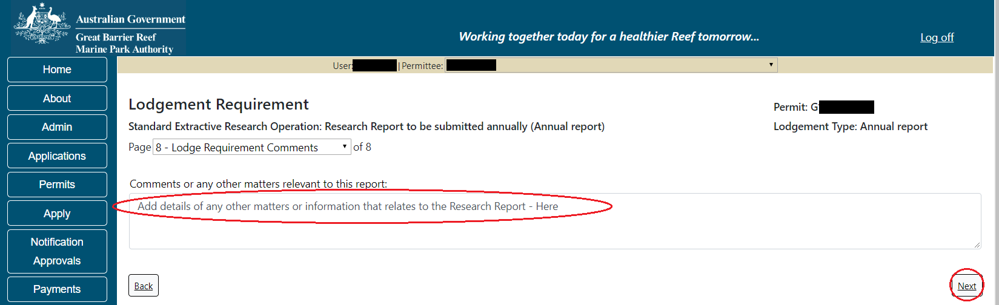 Australian Government
Great Barrier Reef
Marine Park Authority
Working together today for a healthier Reef tomorrow...
Log off
Home
About
Admin
Applications
Permits
Apply
Notification
Approvals
Payments
User: | Permittee:
Lodgement Requirement
Permit: G
Standard Extractive Research Operation: Research Report to be submitted annually (Annual report)
Lodgement Type: Annual report
Page 8 - Lodge Requirement Comments of 8
Comments or any other matters relevant to this report:
Add details of any other matters or information that relates to the Research Report - Here
Back
Next